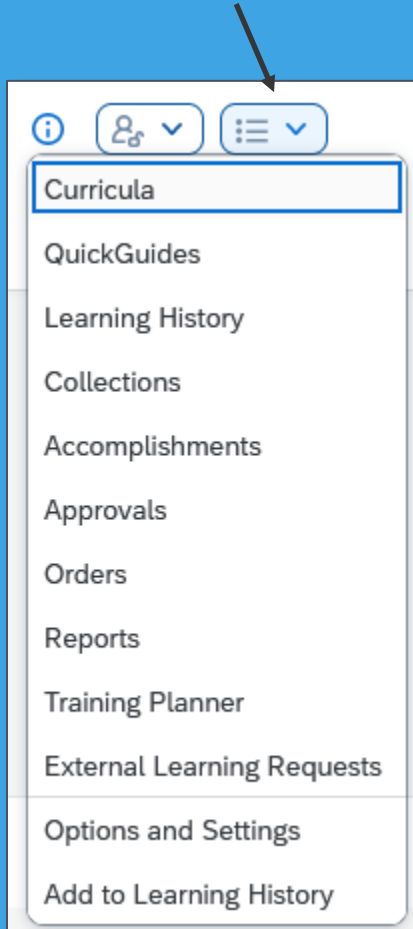 Curricula
QuickGuides
Learning History
Collections
Accomplishments
Approvals
Orders
Reports
Training Planner
External Learning Requests
Options and Settings
Add to Learning History